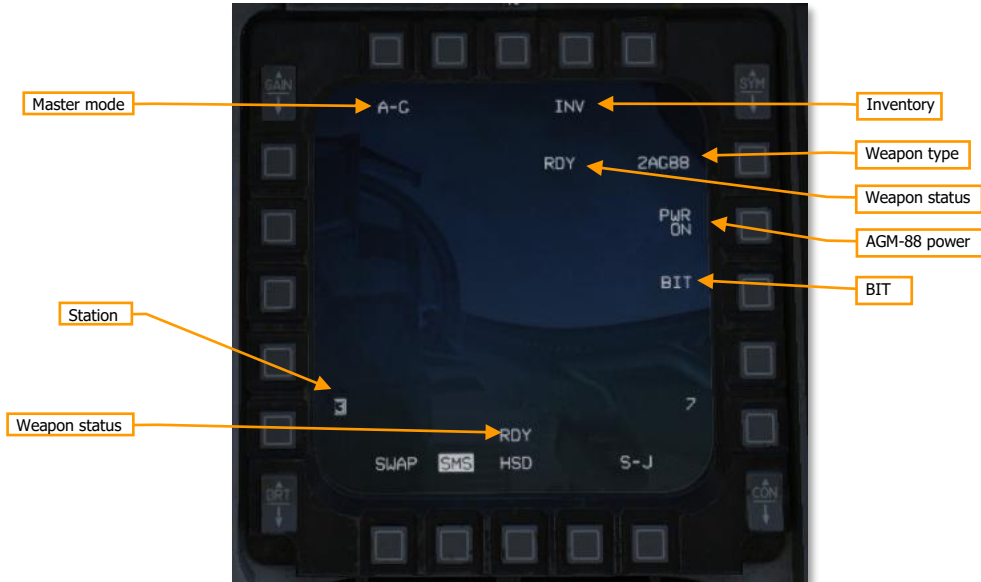 GAIN
SYM
Master mode
A-G
INV
Inventory
RDY
2AG88
Weapon type
Weapon status
PWR
ON
AGM-88 power
BIT
BIT
Station
3
7
Weapon status
RDY
SWAP
SMS
HSD
S-J
BRT
CON